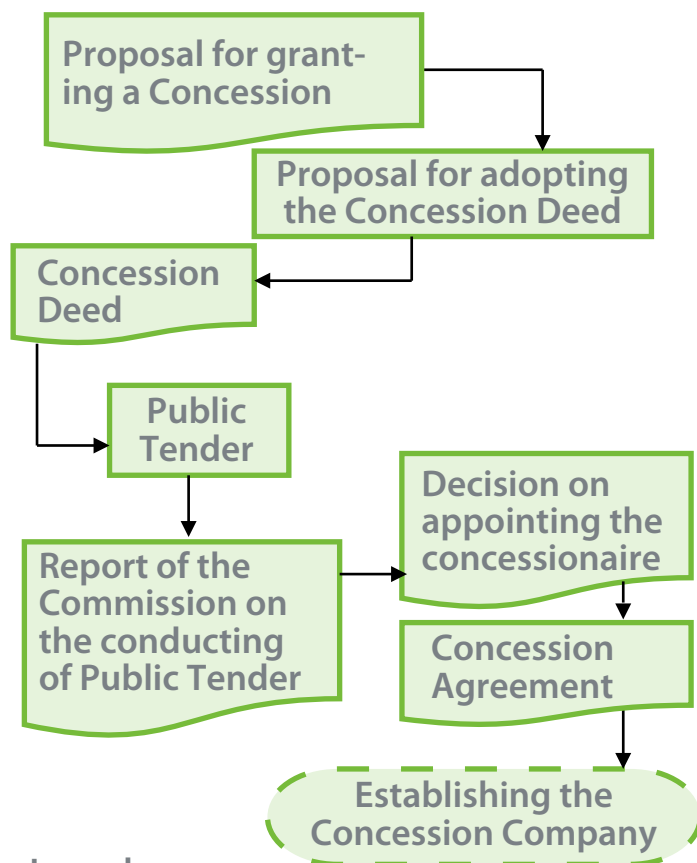 Proposal for grant-
ing a Concession
Proposal for adopting
the Concession Deed
Concession
Deed
Public
Tender
Decision on
appointing the
concessionaire
Report of the
Commission on
the conducting
of Public Tender
Concession
Agreement
Establishing the
Concession Company